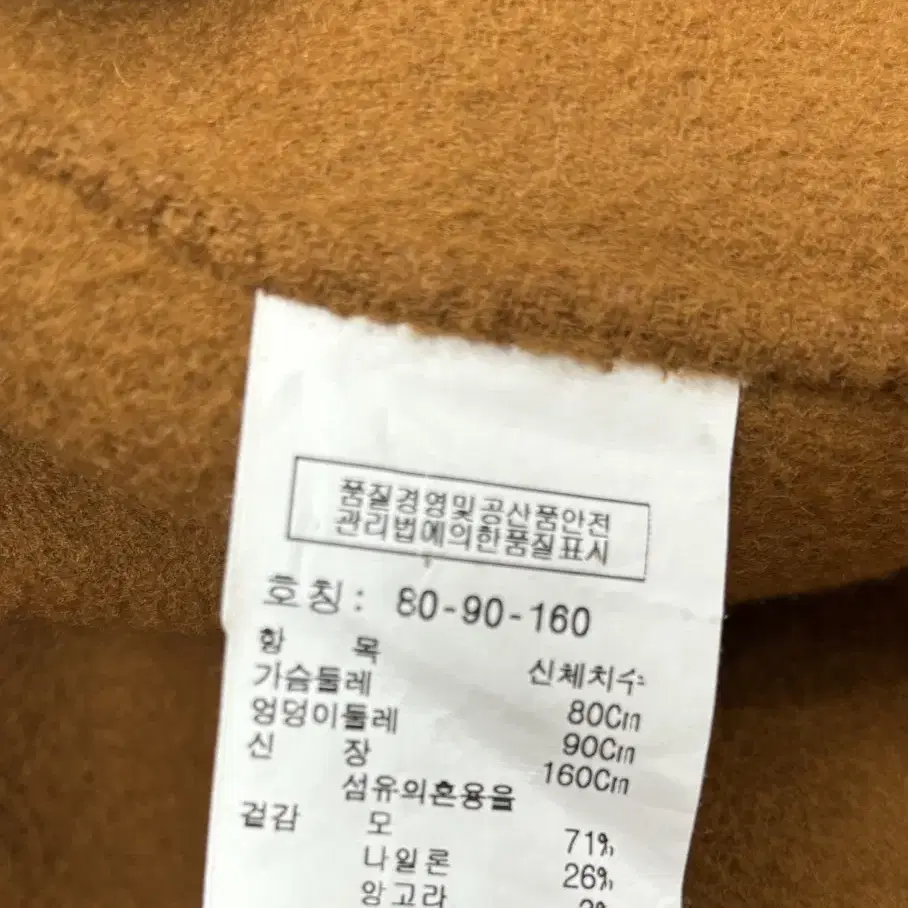 품질경영및공산품안전
관리법에의한품질표시
호칭: 80-90-160
항 목 신체치수
가슴둘레 80Cm
엉덩이둘레 90Cm
신 장 160Cm
섬유의혼용율
겉감 모 71%
나일론 26%
앙고라